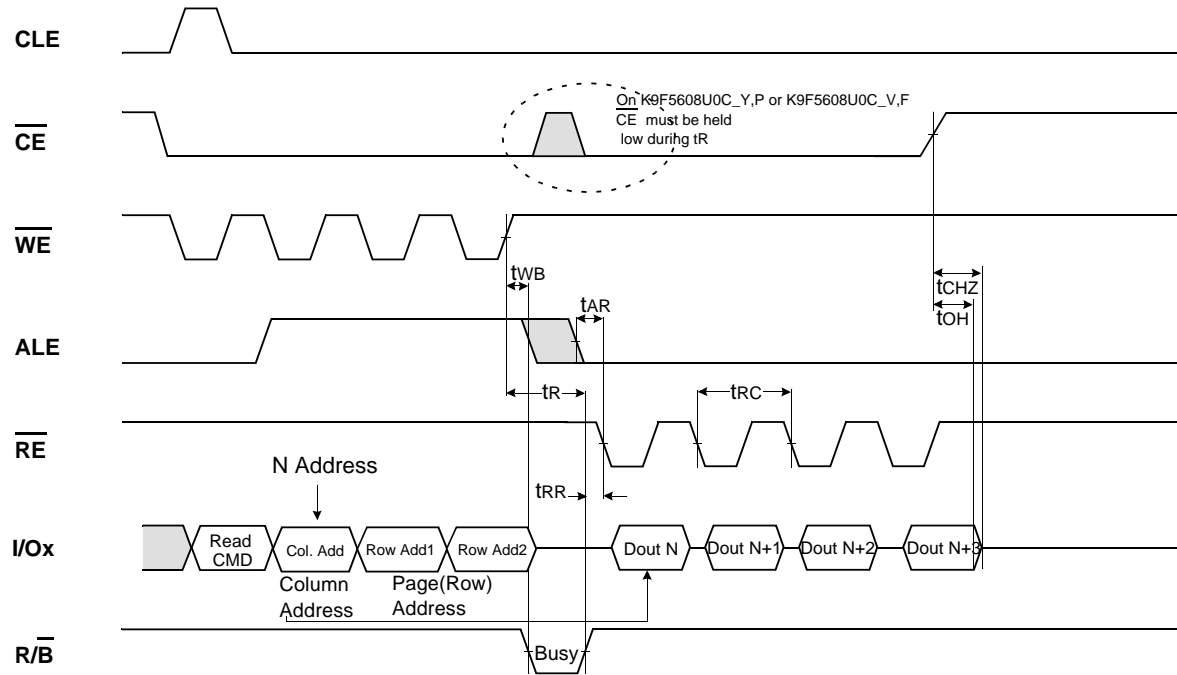 CLE
On K9F5608U0C_Y,P or K9F5608U0C_V,F
CE must be held
low during tR
CE
WE
tWB
tCHZ
tAR
tOH
ALE
tR
tRC
RE
N Address
tRR
I/Ox
Read
CMD
Col. Add
Row Add1
Row Add2
Dout N
Dout N+1
Dout N+2
Dout N+3
Column
Address
Page(Row)
Address
R/B
Busy